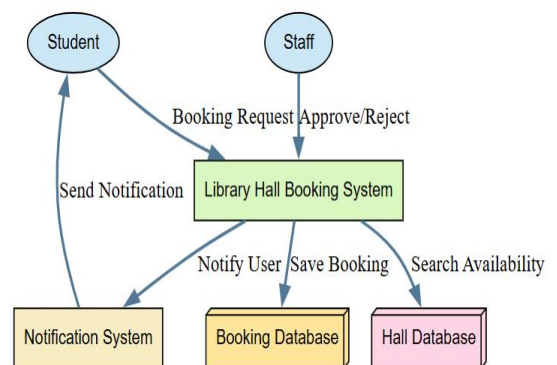 Student
Staff
Booking Request
Approve/Reject
Library Hall Booking System
Send Notification
Notify User
Save Booking
Search Availability
Notification System
Booking Database
Hall Database